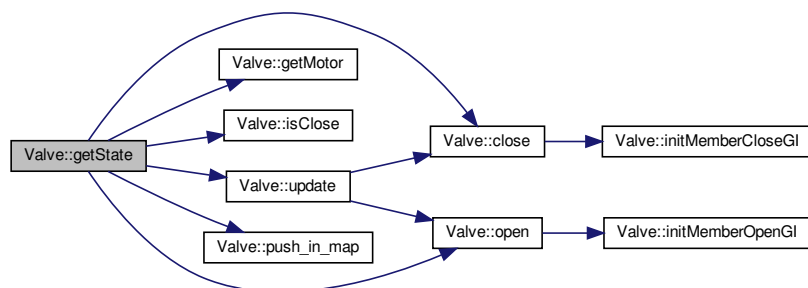 Valve::getState
Valve::getMotor
Valve::isClose
Valve::update
Valve::push_in_map
Valve::close
Valve::open
Valve::initMemberCloseGl
Valve::initMemberOpenGl